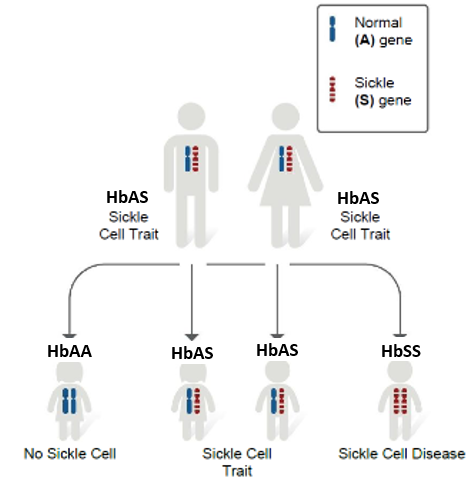 Normal
(A) gene
Sickle
(S) gene
HbAS
Sickle
Cell Trait
HbAS
Sickle
Cell Trait
HbAA
HbAS
HbAS
HbSS
No Sickle Cell
Sickle Cell
Trait
Sickle Cell Disease